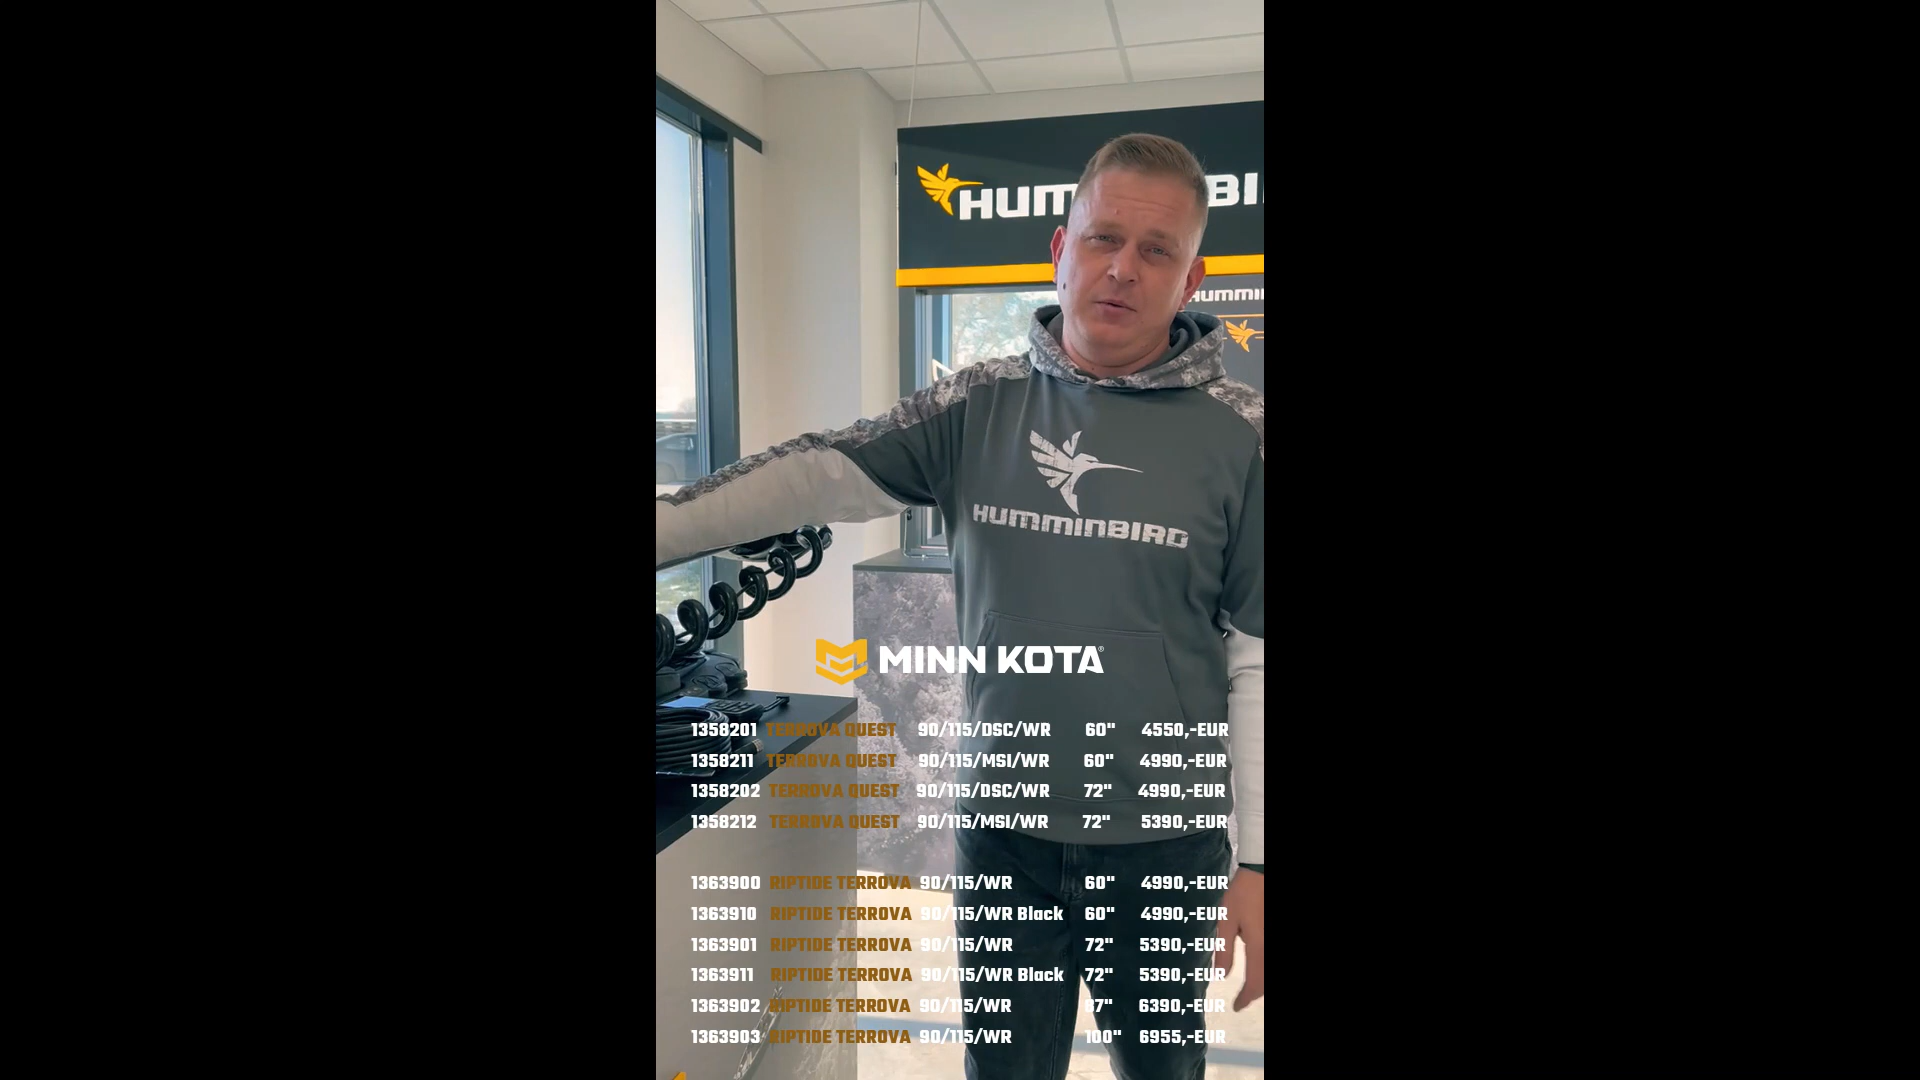 HUM BI
HUMMI
HUMMINBIRD
MINN KOTA®
1358201 TERROVA QUEST 90/115/DSC/WR 60" 4550,-EUR
1358211 TERROVA QUEST 90/115/MSI/WR 60" 4990,-EUR
1358202 TERROVA QUEST 90/115/DSC/WR 72" 4990,-EUR
1358212 TERROVA QUEST 90/115/MSI/WR 72" 5390,-EUR
1363900 RIPTIDE TERROVA 90/115/WR 60" 4990,-EUR
1363910 RIPTIDE TERROVA 90/115/WR Black 60" 4990,-EUR
1363901 RIPTIDE TERROVA 90/115/WR 72" 5390,-EUR
1363911 RIPTIDE TERROVA 90/115/WR Black 72" 5390,-EUR
1363902 RIPTIDE TERROVA 90/115/WR 87" 6390,-EUR
1363903 RIPTIDE TERROVA 90/115/WR 100" 6955,-EUR